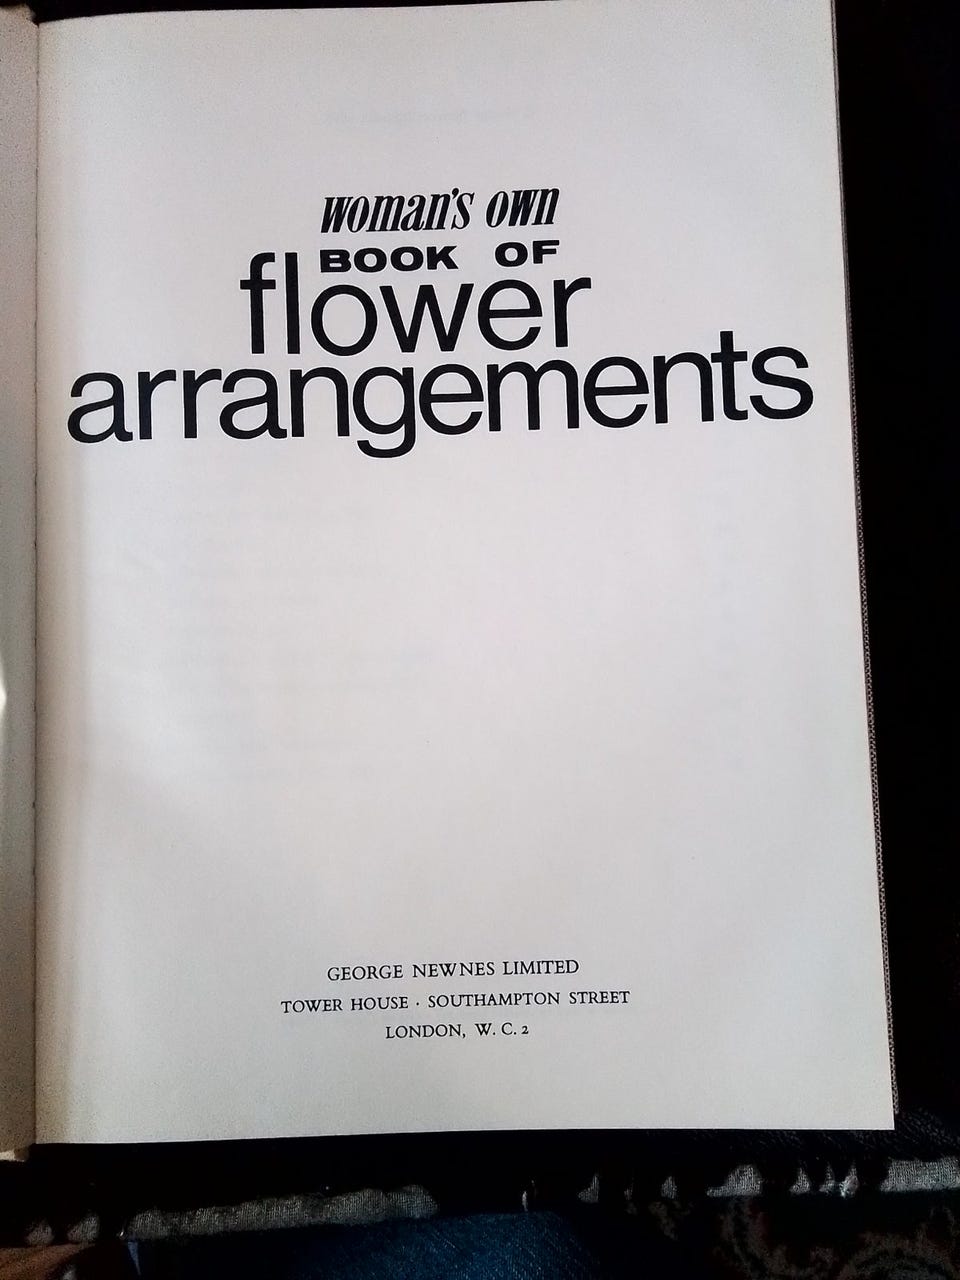 woman's own
BOOK OF
flower
arrangements
GEORGE NEWNES LIMITED
TOWER HOUSE · SOUTHAMPTON STREET
LONDON, W. C. 2